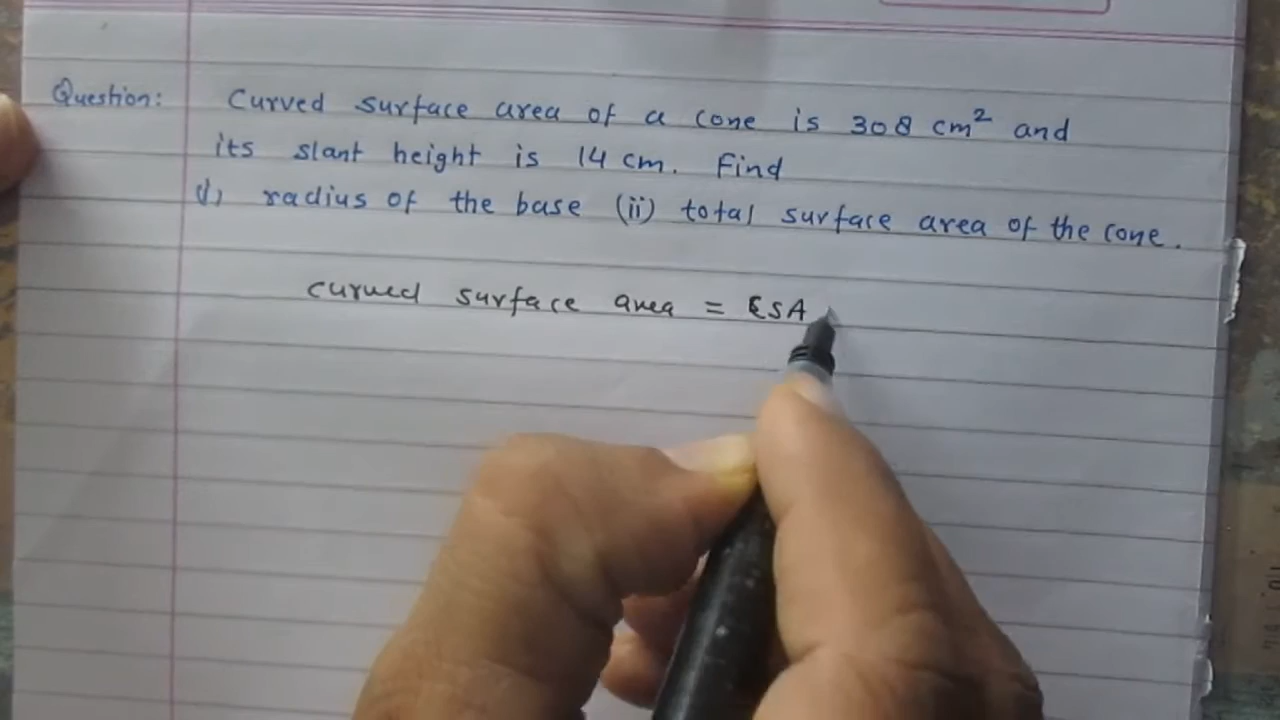 Question: Curved surface area of a cone is 308 cm² and
its slant height is 14 cm. Find
(i) radius of the base (ii) total surface area of the cone.
curved surface area = CSA